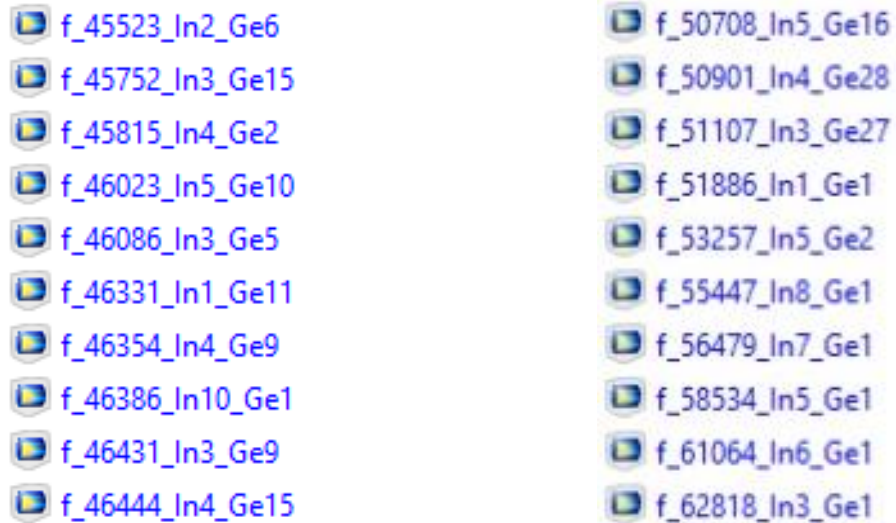 f_45523_In2_Ge6
f_45752_In3_Ge15
f_45815_In4_Ge2
f_46023_In5_Ge10
f_46086_In3_Ge5
f_46331_In1_Ge11
f_46354_In4_Ge9
f_46386_In10_Ge1
f_46431_In3_Ge9
f_46444_In4_Ge15
f_50708_In5_Ge16
f_50901_In4_Ge28
f_51107_In3_Ge27
f_51886_In1_Ge1
f_53257_In5_Ge2
f_55447_In8_Ge1
f_56479_In7_Ge1
f_58534_In5_Ge1
f_61064_In6_Ge1
f_62818_In3_Ge1